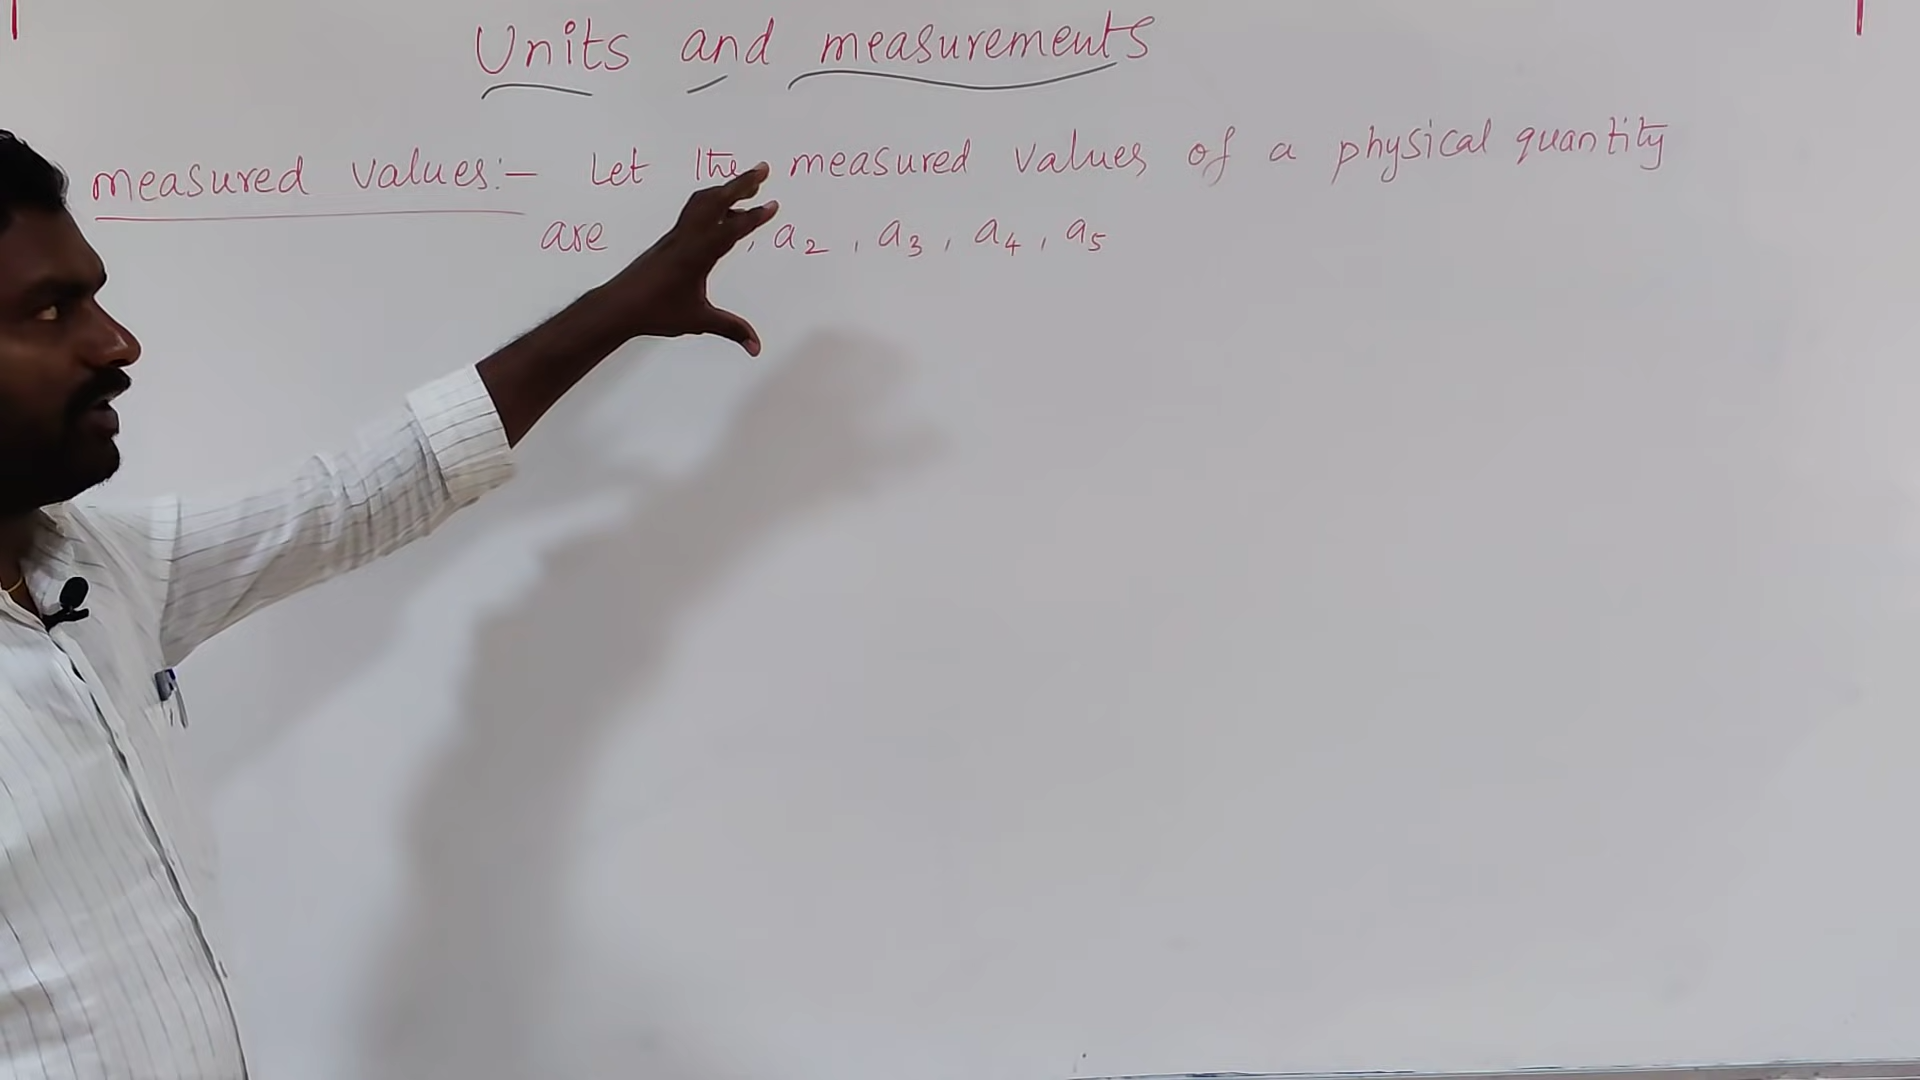 Units and measurements
measured values:- Let the measured values of a physical quantity
are , a₂ , a₃ , a₄ , a₅